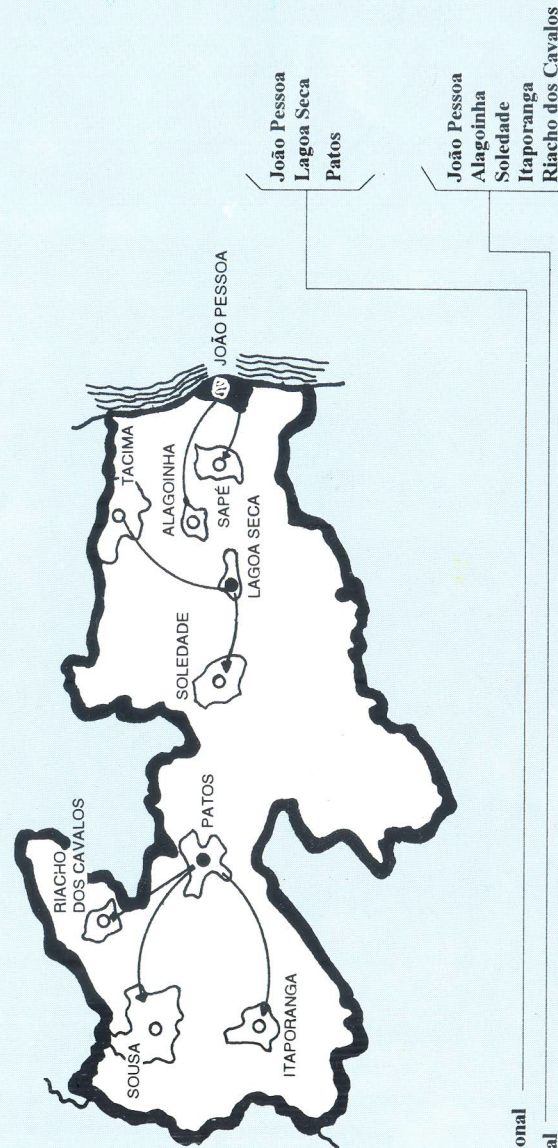 RIACHO
DOS CAVALOS
SOUSA
PATOS
ITAPORANGA
SOLEDADE
LAGOA SECA
TACIMA
ALAGOINHA
SAPÉ
JOÃO PESSOA
João Pessoa
Lagoa Seca
Patos
João Pessoa
Alagoinha
Soledade
Itaporanga
Riacho dos Cavalos
onal
al